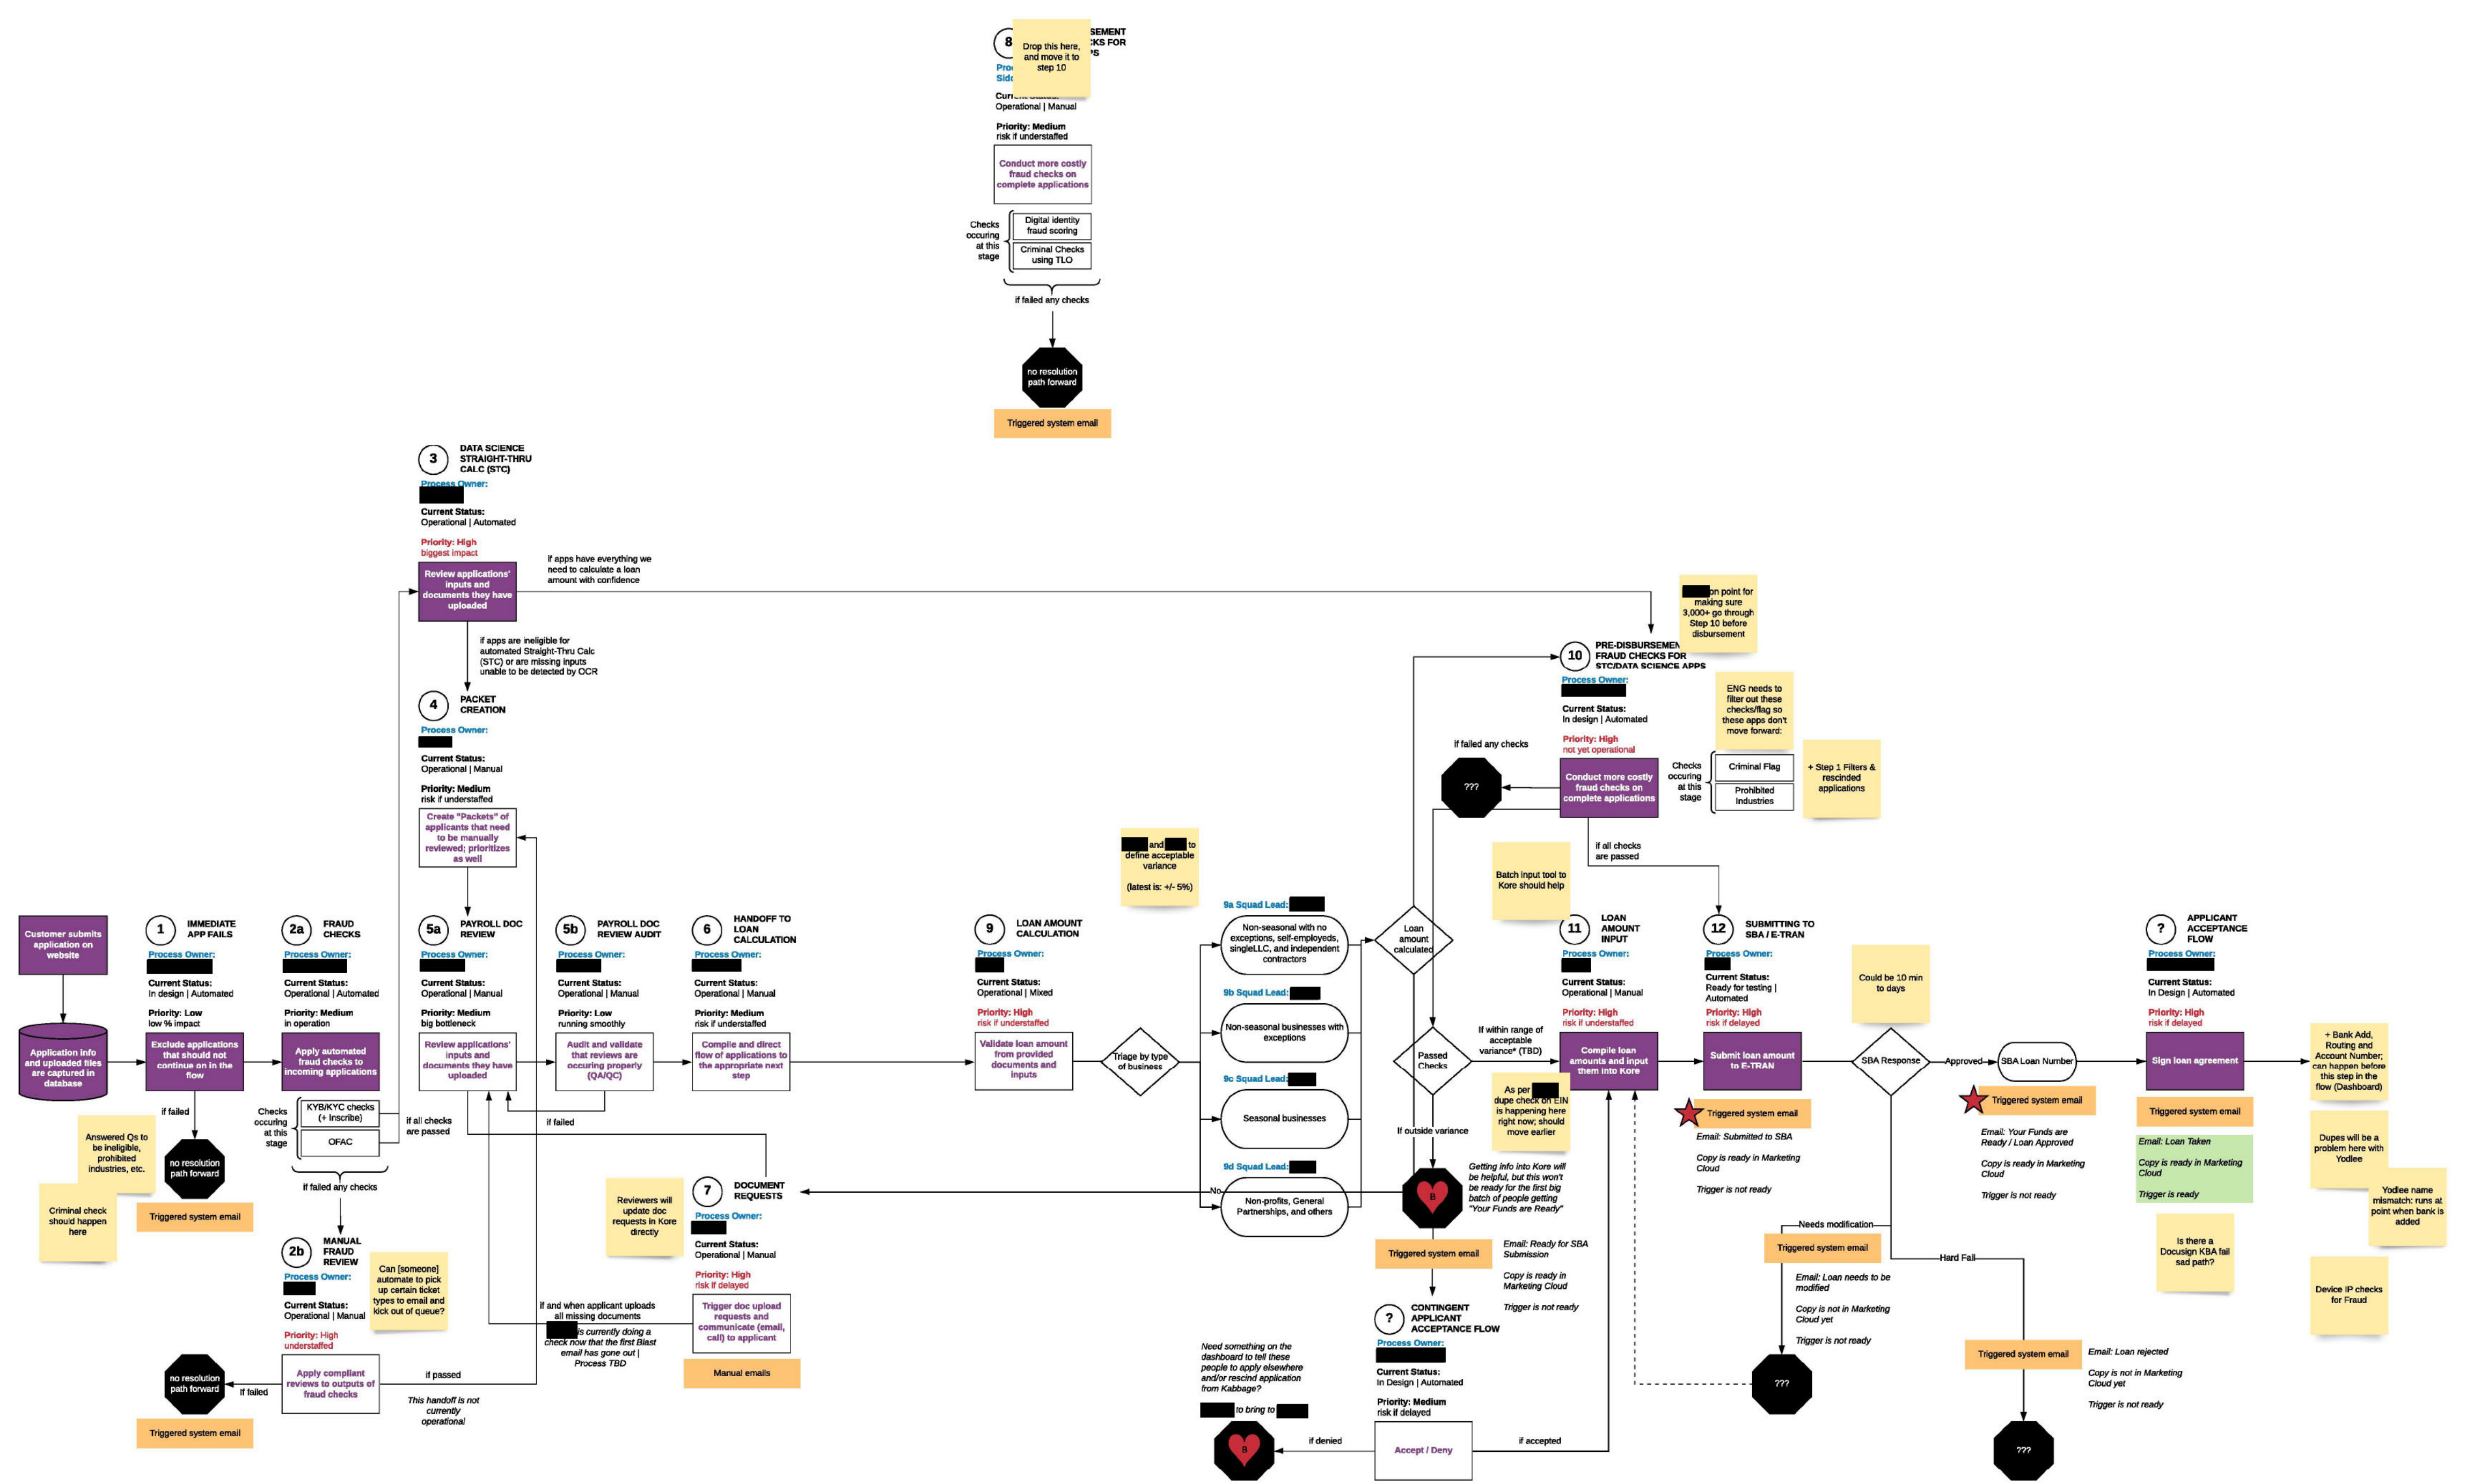 8
SEMENT
CKS FOR
PS
Drop this here,
and move it to
step 10
Operational | Manual
Priority: Medium
risk if understaffed
Conduct more costly
fraud checks on
complete applications
Checks
occuring
at this
stage
Digital identity
fraud scoring
Criminal Checks
using TLO
if failed any checks
no resolution
path forward
Triggered system email
3
DATA SCIENCE
STRAIGHT-THRU
CALC (STC)
Process Owner:
Current Status:
Operational | Automated
Priority: High
biggest impact
Review applications'
inputs and
documents they have
uploaded
if apps have everything we
need to calculate a loan
amount with confidence
if apps are ineligible for
automated Straight-Thru Calc
(STC) or are missing inputs
unable to be detected by OCR
4
PACKET
CREATION
Process Owner:
Current Status:
Operational | Manual
Priority: Medium
risk if understaffed
Create "Packets" of
applicants that need
to be manually
reviewed; prioritizes
as well
Customer submits
application on
website
Application info
and uploaded files
are captured in
database
1
IMMEDIATE
APP FAILS
Process Owner:
Current Status:
In design | Automated
Priority: Low
low % impact
Exclude applications
that should not
continue on in the
flow
if failed
Answered Qs to
be ineligible,
prohibited
industries, etc.
Criminal check
should happen
here
no resolution
path forward
Triggered system email
2a
FRAUD
CHECKS
Process Owner:
Current Status:
Operational | Automated
Priority: Medium
in operation
Apply automated
fraud checks to
incoming applications
Checks
occuring
at this
stage
KYB/KYC checks
(+ Inscribe)
OFAC
if all checks
are passed
if failed any checks
2b
MANUAL
FRAUD
REVIEW
Process Owner:
Current Status:
Operational | Manual
Priority: High
understaffed
Apply compliant
reviews to outputs of
fraud checks
Can [someone]
automate to pick
up certain ticket
types to email and
kick out of queue?
if passed
This handoff is not
currently
operational
If failed
no resolution
path forward
Triggered system email
5a
PAYROLL DOC
REVIEW
Process Owner:
Current Status:
Operational | Manual
Priority: Medium
big bottleneck
Review applications'
inputs and
documents they have
uploaded
5b
PAYROLL DOC
REVIEW AUDIT
Process Owner:
Current Status:
Operational | Manual
Priority: Low
running smoothly
Audit and validate
that reviews are
occuring properly
(QA/QC)
if failed
6
HANDOFF TO
LOAN
CALCULATION
Process Owner:
Current Status:
Operational | Manual
Priority: Medium
risk if understaffed
Compile and direct
flow of applications to
the appropriate next
step
Reviewers will
update doc
requests in Kore
directly
7
DOCUMENT
REQUESTS
Process Owner:
Current Status:
Operational | Manual
Priority: High
risk if delayed
Trigger doc upload
requests and
communicate (email,
call) to applicant
Manual emails
if and when applicant uploads
all missing documents
is currently doing a
check now that the first Blast
email has gone out |
Process TBD
9
LOAN AMOUNT
CALCULATION
Process Owner:
Current Status:
Operational | Mixed
Priority: High
risk if understaffed
Validate loan amount
from provided
documents and
inputs
and
to
define acceptable
variance
(latest is: +/- 5%)
Triage by type
of business
9a Squad Lead:
Non-seasonal with no
exceptions, self-employeds,
singleLLC, and independent
contractors
9b Squad Lead:
Non-seasonal businesses with
exceptions
9c Squad Lead:
Seasonal businesses
9d Squad Lead:
Non-profits, General
Partnerships, and others
No
Loan
amount
calculated
Passed
Checks
If within range of
acceptable
variance* (TBD)
If outside variance
B
Getting info into Kore will
be helpful, but this won't
be ready for the first big
batch of people getting
"Your Funds are Ready"
Triggered system email
Email: Ready for SBA
Submission
Copy is ready in
Marketing Cloud
Trigger is not ready
?
CONTINGENT
APPLICANT
ACCEPTANCE FLOW
Process Owner:
Current Status:
In Design | Automated
Priority: Medium
risk if delayed
Accept / Deny
if accepted
if denied
B
Need something on the
dashboard to tell these
people to apply elsewhere
and/or rescind application
from Kabbage?
to bring to
10
PRE-DISBURSEMEN
FRAUD CHECKS FOR
STC/DATA SCIENCE APPS
Process Owner:
Current Status:
In design | Automated
Priority: High
not yet operational
Conduct more costly
fraud checks on
complete applications
on point for
making sure
3,000+ go through
Step 10 before
disbursement
ENG needs to
filter out these
checks/flag so
these apps don't
move forward:
Checks
occuring
at this
stage
Criminal Flag
Prohibited
Industries
+ Step 1 Filters &
rescinded
applications
If failed any checks
???
if all checks
are passed
Batch input tool to
Kore should help
11
LOAN
AMOUNT
INPUT
Process Owner:
Current Status:
Operational | Manual
Priority: High
risk if understaffed
Compile loan
amounts and input
them into Kore
As per
dupe check on EIN
is happening here
right now; should
move earlier
12
SUBMITTING TO
SBA / E-TRAN
Process Owner:
Current Status:
Ready for testing |
Automated
Priority: High
risk if delayed
Submit loan amount
to E-TRAN
Triggered system email
Email: Submitted to SBA
Copy is ready in Marketing
Cloud
Trigger is not ready
Could be 10 min
to days
SBA Response
Approved
SBA Loan Number
Triggered system email
Email: Your Funds are
Ready / Loan Approved
Copy is ready in Marketing
Cloud
Trigger is not ready
Needs modification
Triggered system email
Email: Loan needs to be
modified
Copy is not in Marketing
Cloud yet
Trigger is not ready
???
Hard Fail
Triggered system email
Email: Loan rejected
Copy is not in Marketing
Cloud yet
Trigger is not ready
???
?
APPLICANT
ACCEPTANCE
FLOW
Process Owner:
Current Status:
In Design | Automated
Priority: High
risk if delayed
Sign loan agreement
Triggered system email
Email: Loan Taken
Copy is ready in Marketing
Cloud
Trigger is ready
Is there a
Docusign KBA fail
sad path?
+ Bank Add,
Routing and
Account Number;
can happen before
this step in the
flow (Dashboard)
Dupes will be a
problem here with
Yodlee
Yodlee name
mismatch: runs at
point when bank is
added
Device IP checks
for Fraud